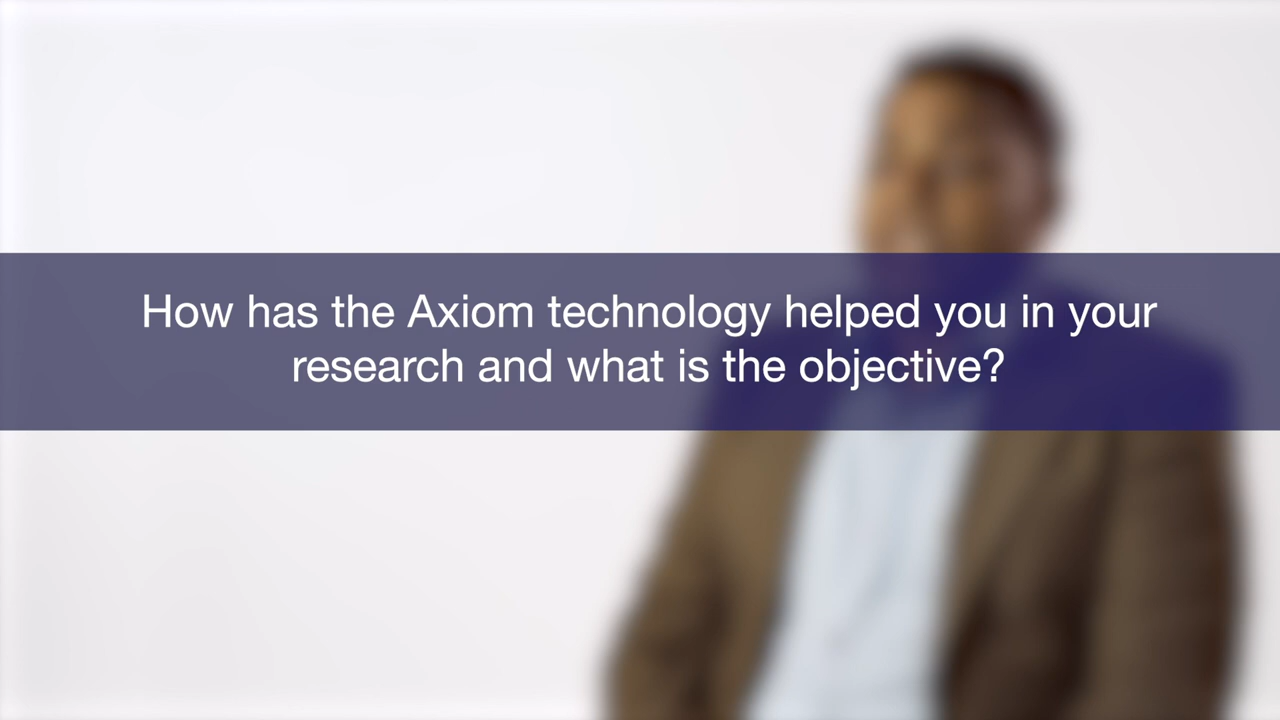 How has the Axiom technology helped you in your
research and what is the objective?